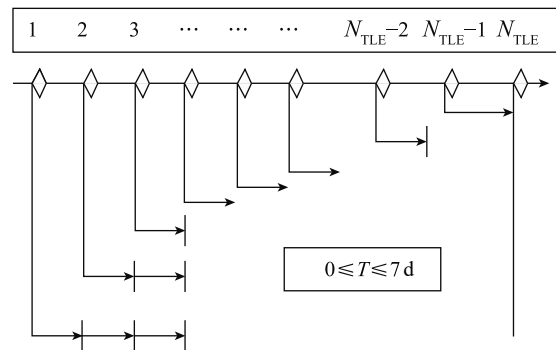 1 2 3 ⋯ ⋯ ⋯ N_TLE−2 N_TLE−1 N_TLE
0≤T≤7 d